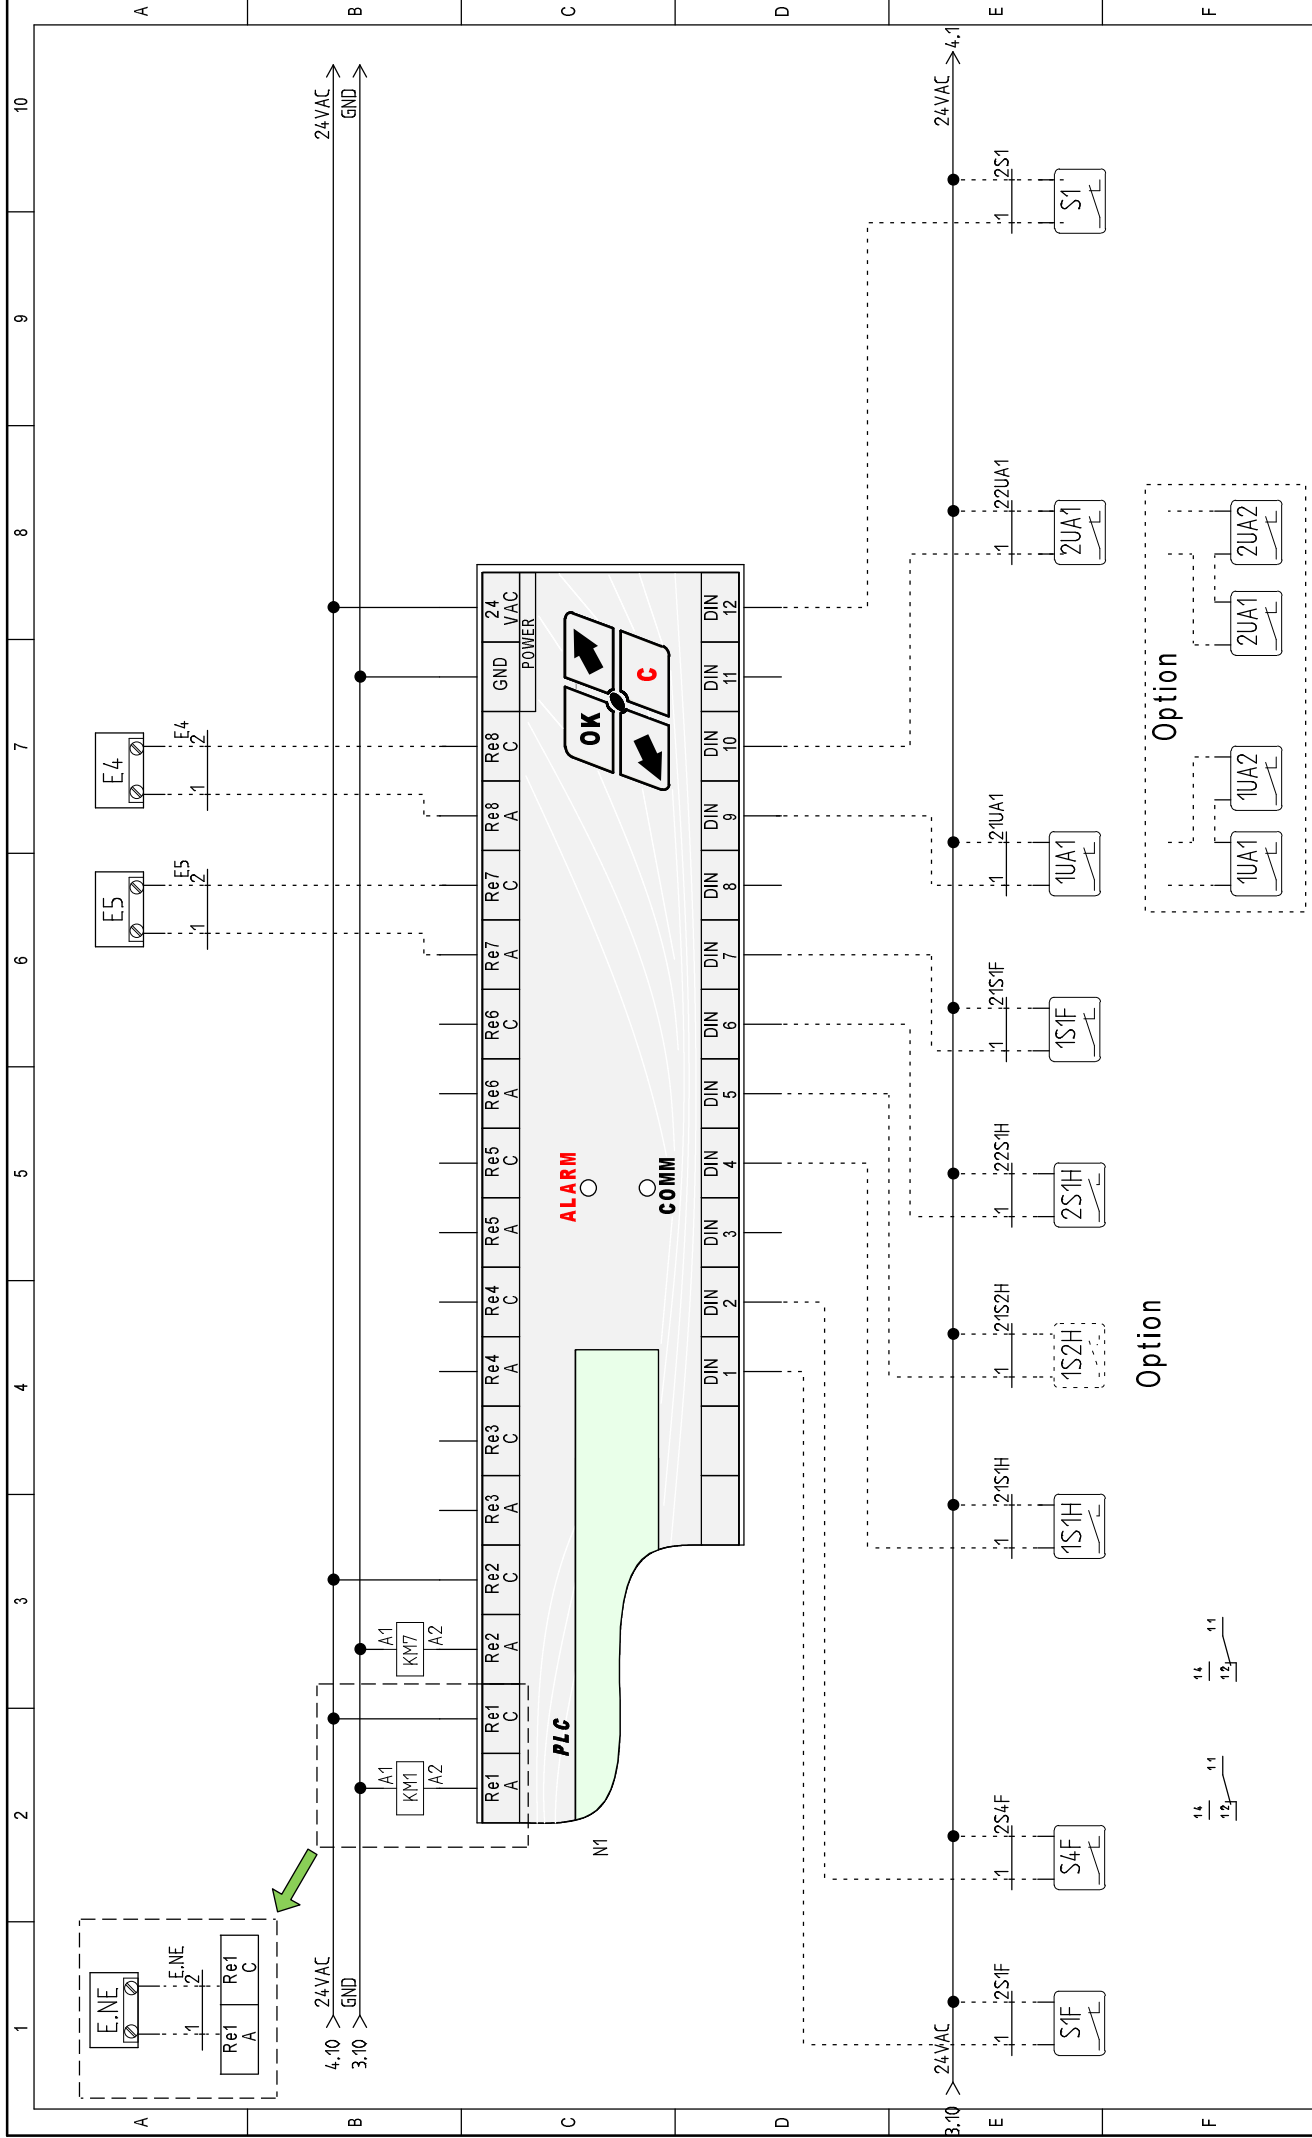 1 2 3 4 5 6 7 8 9 10
A
A
E.NE
E.NE
1 2
Re1 A
Re1 C
E5
E5
1 2
E4
E4
1 2
B
B
4.10 24VAC
24VAC
3.10 GND
GND
A1
KM1
A2
A1
KM7
A2
C
C
Re1 A
Re1 C
Re2 A
Re2 C
Re3 A
Re3 C
Re4 A
Re4 C
Re5 A
Re5 C
Re6 A
Re6 C
Re7 A
Re7 C
Re8 A
Re8 C
GND
24 VAC
POWER
PLC
ALARM
COMM
OK
C
N1
DIN 1
DIN 2
DIN 3
DIN 4
DIN 5
DIN 6
DIN 7
DIN 8
DIN 9
DIN 10
DIN 11
DIN 12
D
D
E
E
3.10 24VAC
24VAC 4.1
1 2S1F
S1F
1 2S4F
S4F
1 21S1H
1S1H
1 21S2H
1S2H
1 22S1H
2S1H
1 21S1F
1S1F
1 21UA1
1UA1
1 22UA1
2UA1
1 2S1
S1
Option
Option
F
F
14
12
11
14
12
11
1UA1
1UA2
2UA1
2UA2